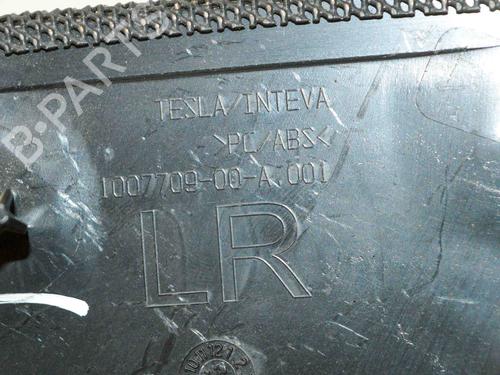 B-PARTS
TESLA/INTEVA
>PC/ABS<
1007709-00-A.001
LR